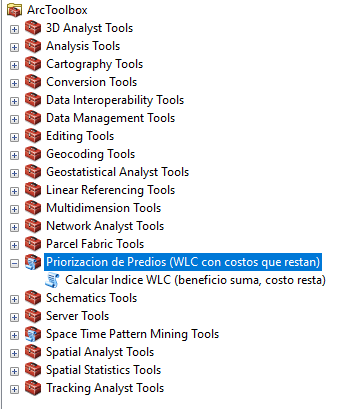 ArcToolbox
3D Analyst Tools
Analysis Tools
Cartography Tools
Conversion Tools
Data Interoperability Tools
Data Management Tools
Editing Tools
Geocoding Tools
Geostatistical Analyst Tools
Linear Referencing Tools
Multidimension Tools
Network Analyst Tools
Parcel Fabric Tools
Priorizacion de Predios (WLC con costos que restan)
Calcular Indice WLC (beneficio suma, costo resta)
Schematics Tools
Server Tools
Space Time Pattern Mining Tools
Spatial Analyst Tools
Spatial Statistics Tools
Tracking Analyst Tools